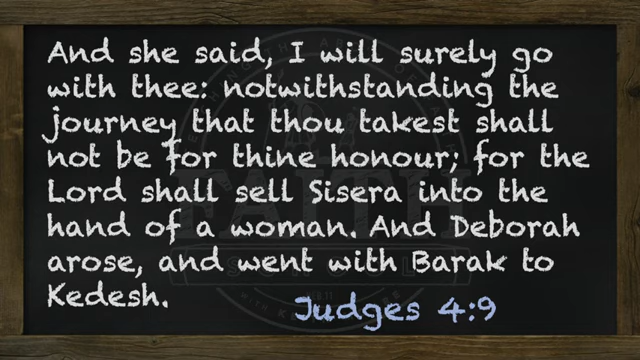 And she said, I will surely go
with thee: notwithstanding the
journey that thou takest shall
not be for thine honour; for the
Lord shall sell Sisera into the
hand of a woman. And Deborah
arose, and went with Barak to
Kedesh.
Judges 4:9
FAITH